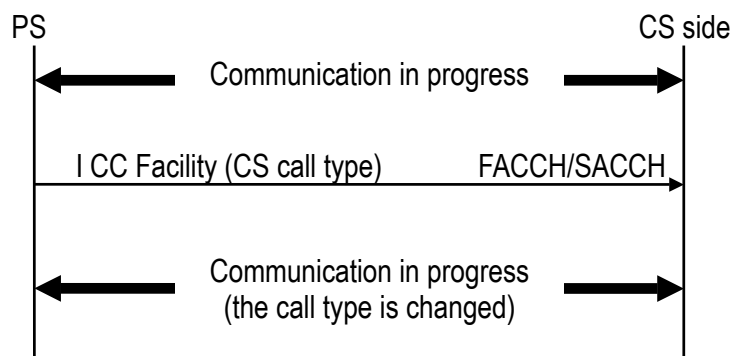 PS CS side
Communication in progress
I CC Facility (CS call type) FACCH/SACCH
Communication in progress
(the call type is changed)